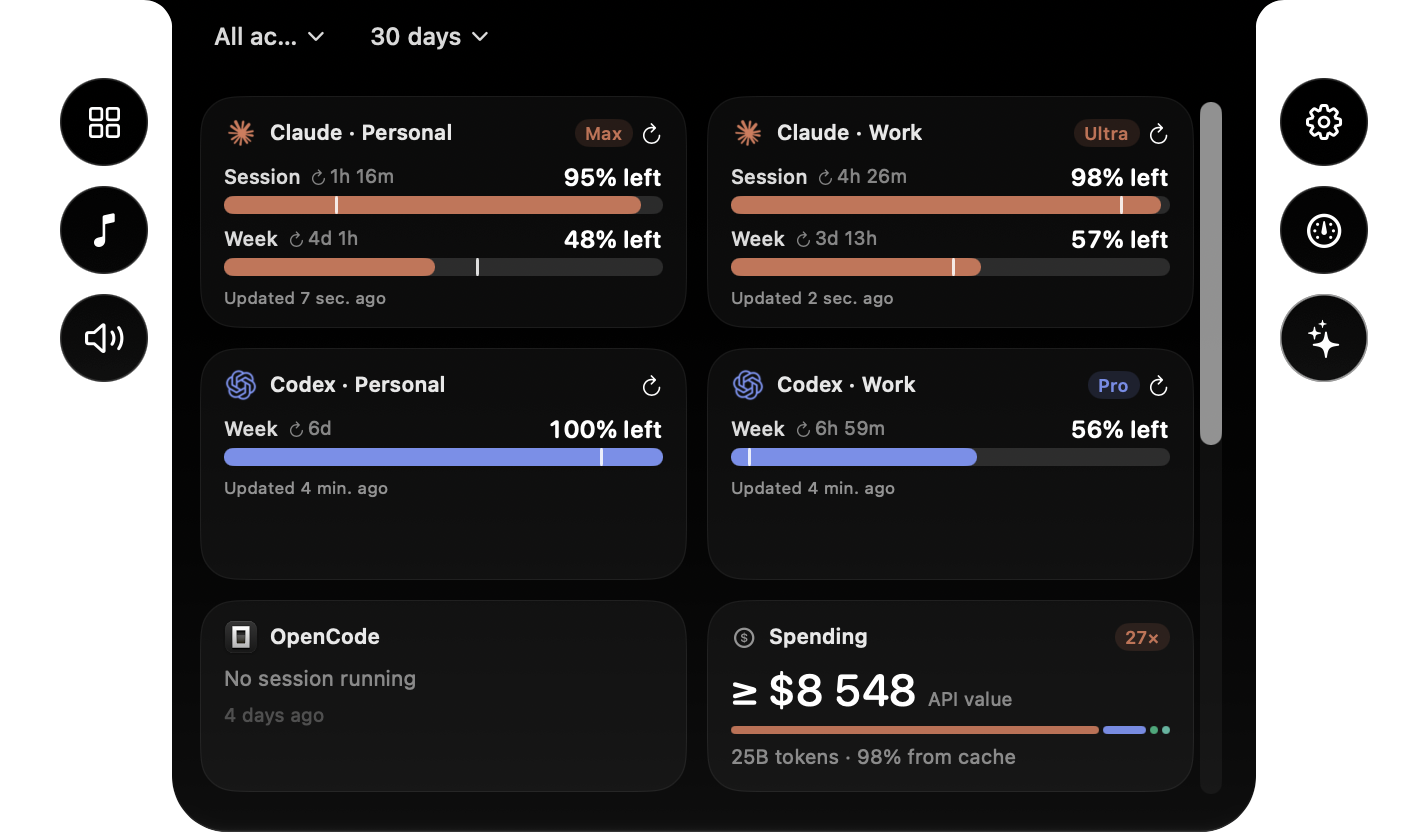 All ac... 30 days
Claude · Personal Max
Session 1h 16m 95% left
Week 4d 1h 48% left
Updated 7 sec. ago
Claude · Work Ultra
Session 4h 26m 98% left
Week 3d 13h 57% left
Updated 2 sec. ago
Codex · Personal
Week 6d 100% left
Updated 4 min. ago
Codex · Work Pro
Week 6h 59m 56% left
Updated 4 min. ago
OpenCode
No session running
4 days ago
Spending 27×
≥ $8 548 API value
25B tokens · 98% from cache